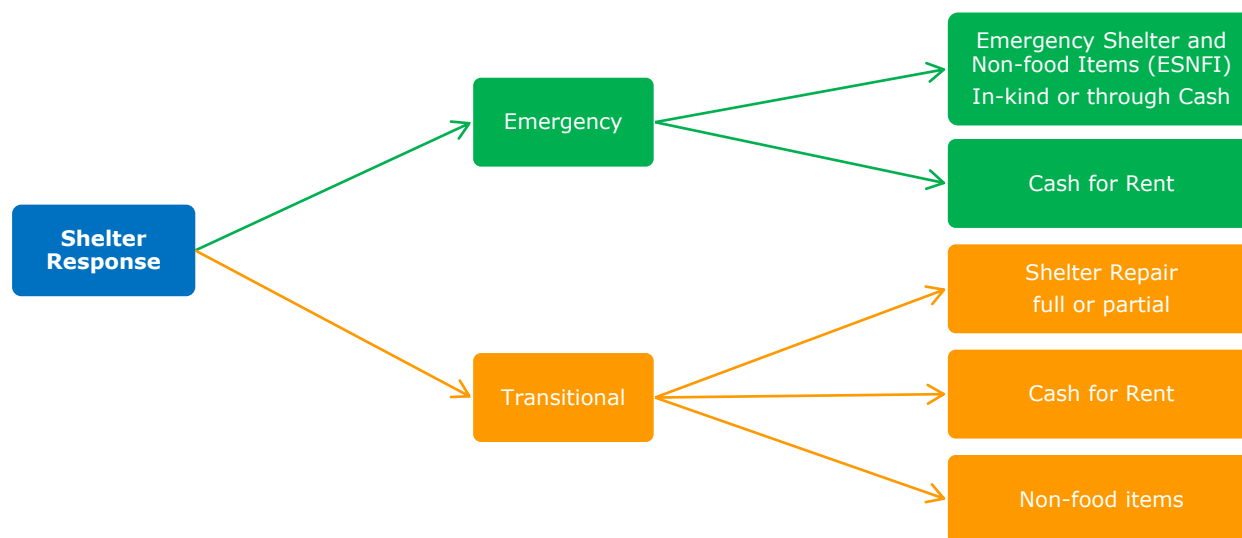 Shelter
Response
Emergency
Emergency Shelter and
Non-food Items (ESNFI)
In-kind or through Cash
Cash for Rent
Transitional
Shelter Repair
full or partial
Cash for Rent
Non-food items